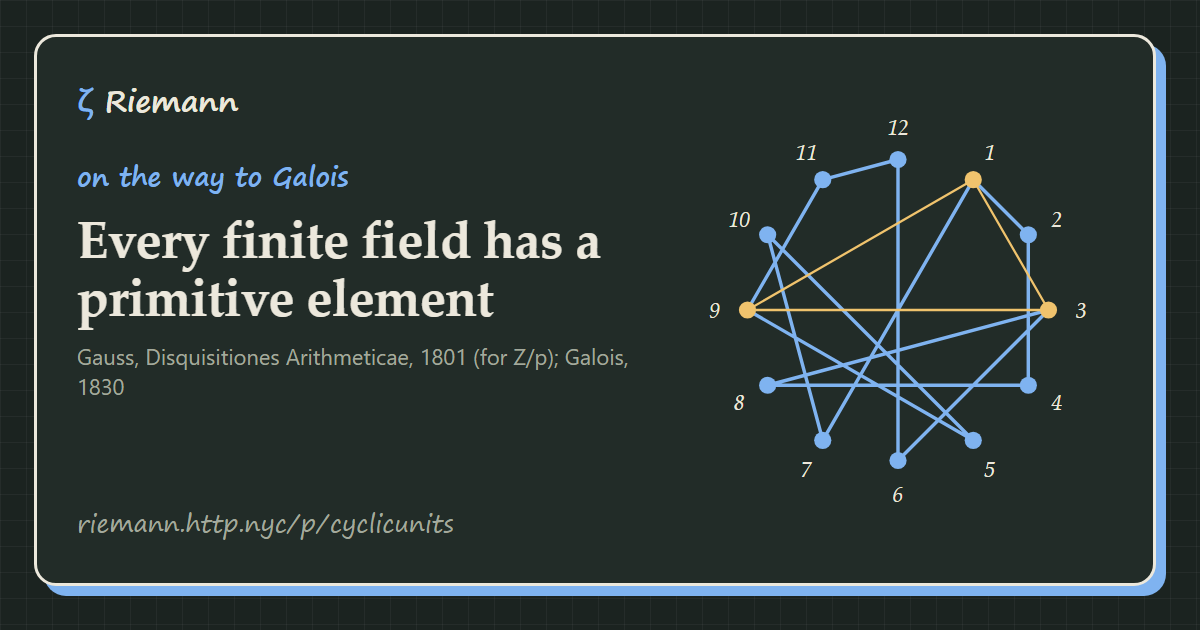 ζ Riemann
on the way to Galois
Every finite field has a
primitive element
Gauss, Disquisitiones Arithmeticae, 1801 (for Z/p); Galois,
1830
riemann.http.nyc/p/cyclicunits
12
11
1
10
2
9
3
8
4
7
5
6